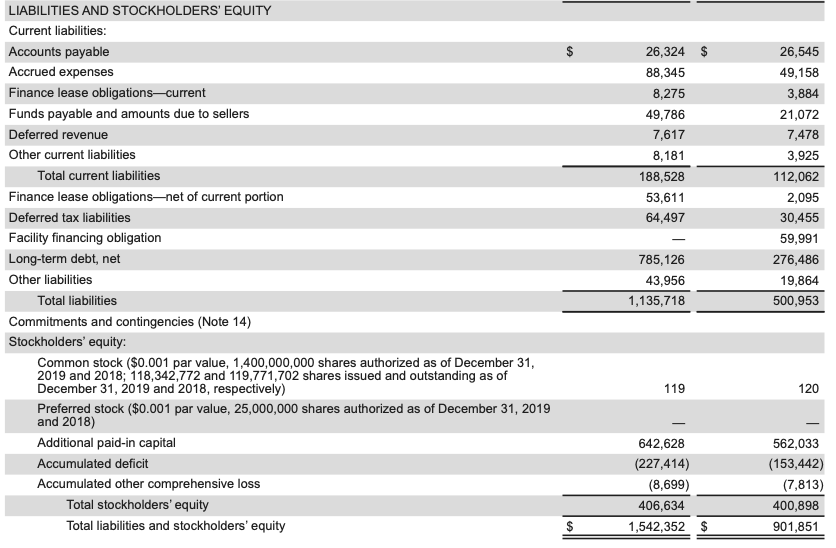 LIABILITIES AND STOCKHOLDERS' EQUITY
Current liabilities:
Accounts payable $ 26,324 $ 26,545
Accrued expenses 88,345 49,158
Finance lease obligations—current 8,275 3,884
Funds payable and amounts due to sellers 49,786 21,072
Deferred revenue 7,617 7,478
Other current liabilities 8,181 3,925
Total current liabilities 188,528 112,062
Finance lease obligations—net of current portion 53,611 2,095
Deferred tax liabilities 64,497 30,455
Facility financing obligation — 59,991
Long-term debt, net 785,126 276,486
Other liabilities 43,956 19,864
Total liabilities 1,135,718 500,953
Commitments and contingencies (Note 14)
Stockholders' equity:
Common stock ($0.001 par value, 1,400,000,000 shares authorized as of December 31,
2019 and 2018; 118,342,772 and 119,771,702 shares issued and outstanding as of
December 31, 2019 and 2018, respectively) 119 120
Preferred stock ($0.001 par value, 25,000,000 shares authorized as of December 31, 2019
and 2018) — —
Additional paid-in capital 642,628 562,033
Accumulated deficit (227,414) (153,442)
Accumulated other comprehensive loss (8,699) (7,813)
Total stockholders' equity 406,634 400,898
Total liabilities and stockholders' equity $ 1,542,352 $ 901,851